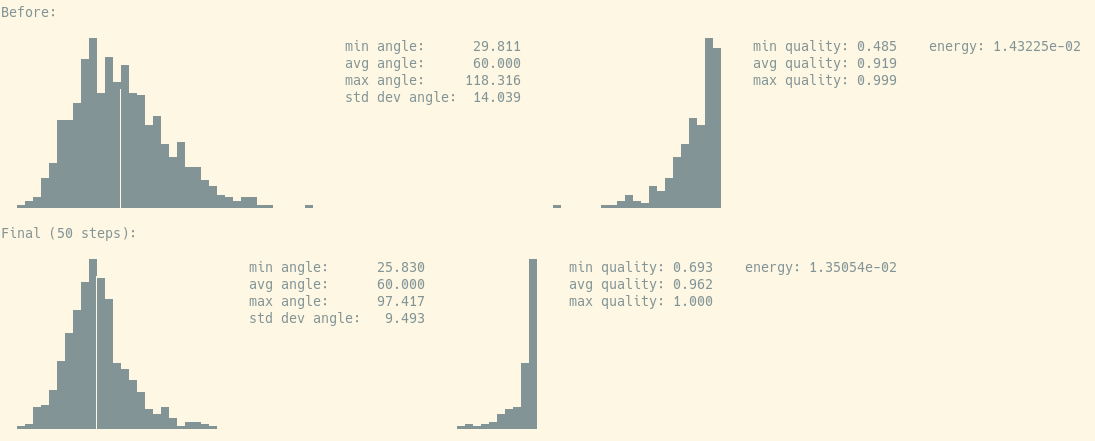 Before:
min angle: 29.811 min quality: 0.485 energy: 1.43225e-02
avg angle: 60.000 avg quality: 0.919
max angle: 118.316 max quality: 0.999
std dev angle: 14.039
Final (50 steps):
min angle: 25.830 min quality: 0.693 energy: 1.35054e-02
avg angle: 60.000 avg quality: 0.962
max angle: 97.417 max quality: 1.000
std dev angle: 9.493